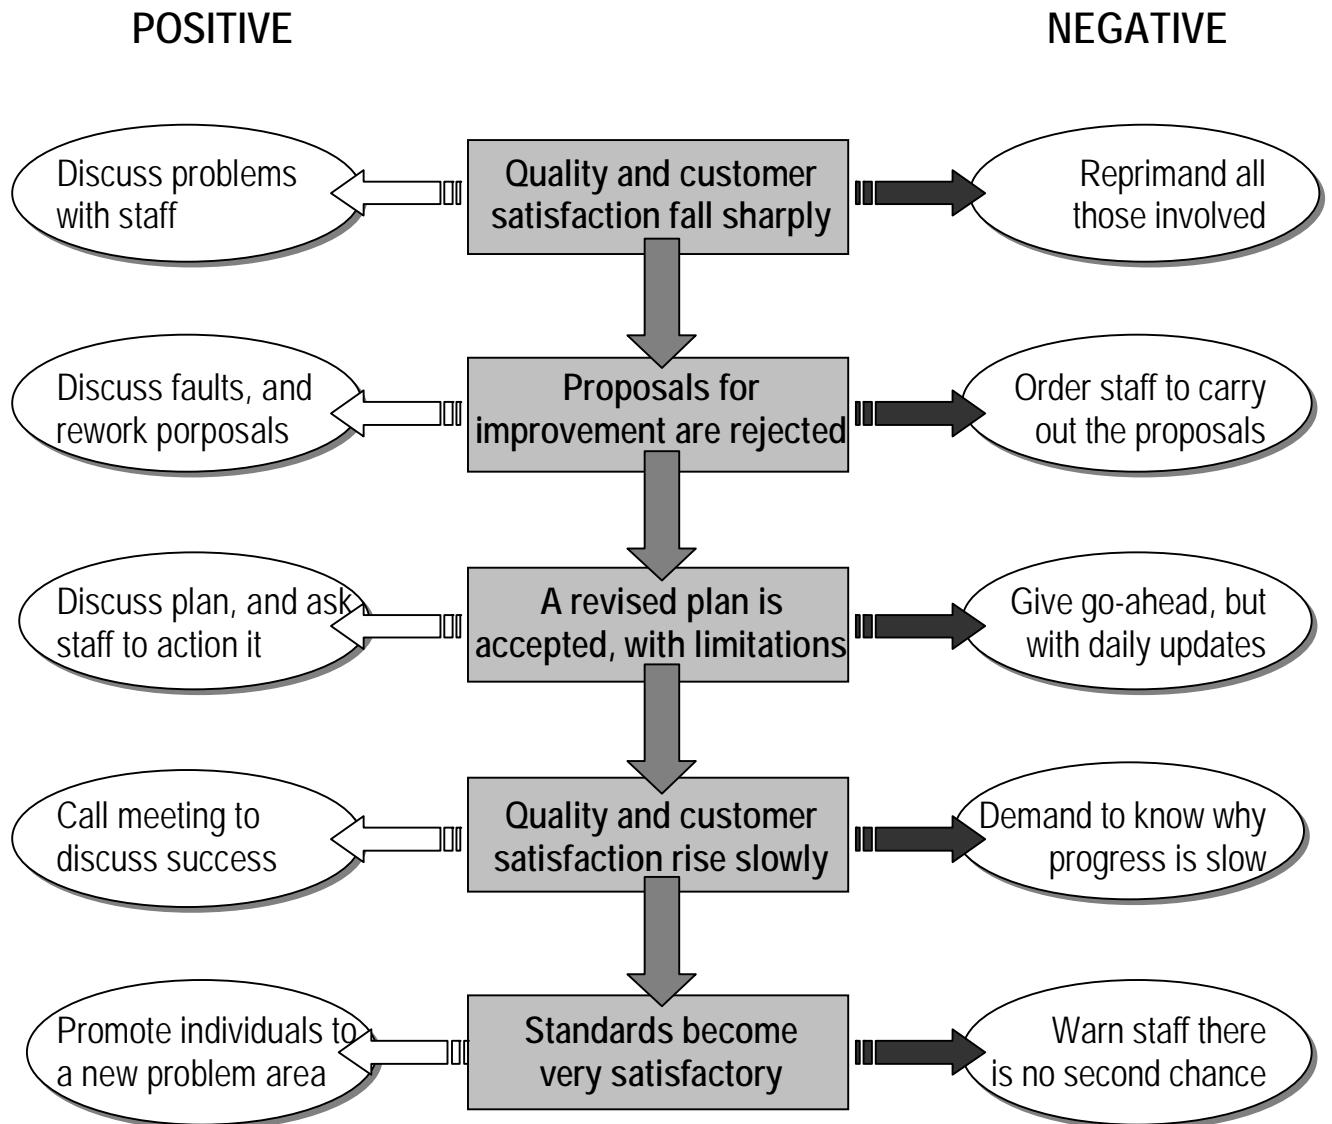 POSITIVE
NEGATIVE
Discuss problems
with staff
Quality and customer
satisfaction fall sharply
Reprimand all
those involved
Discuss faults, and
rework porposals
Proposals for
improvement are rejected
Order staff to carry
out the proposals
Discuss plan, and ask
staff to action it
A revised plan is
accepted, with limitations
Give go-ahead, but
with daily updates
Call meeting to
discuss success
Quality and customer
satisfaction rise slowly
Demand to know why
progress is slow
Promote individuals to
a new problem area
Standards become
very satisfactory
Warn staff there
is no second chance